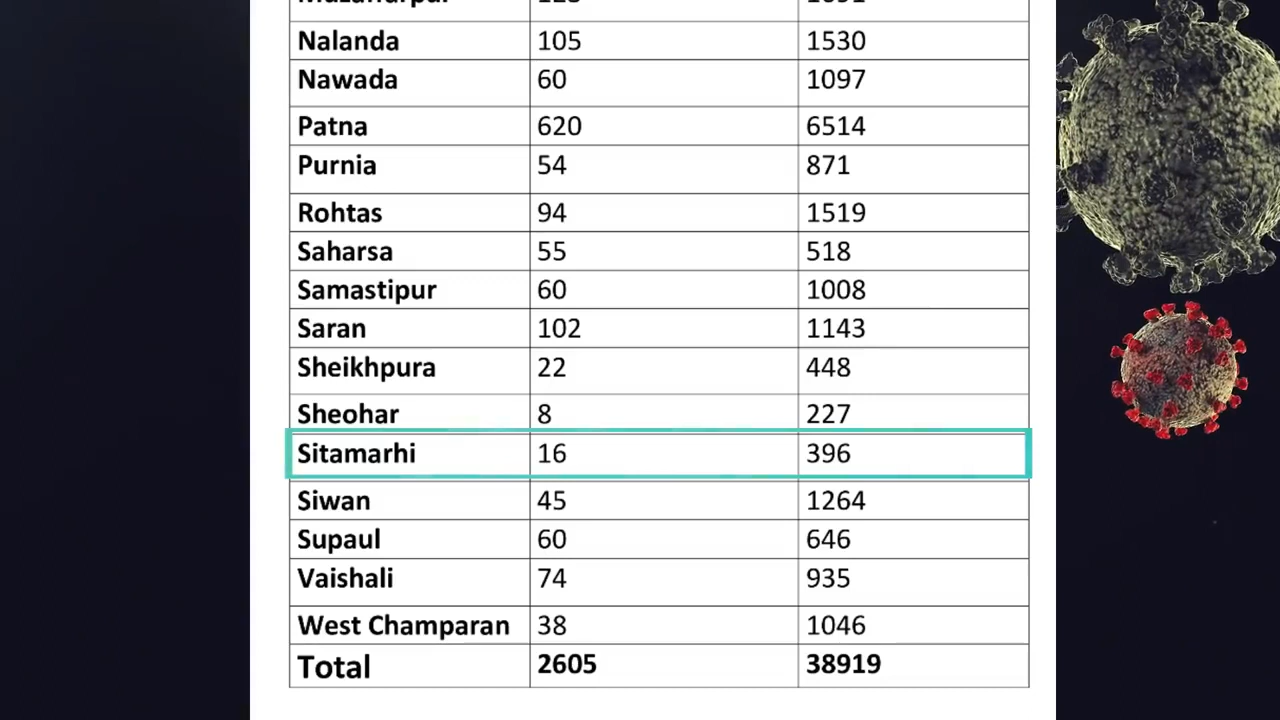 Nalanda 105 1530
Nawada 60 1097
Patna 620 6514
Purnia 54 871
Rohtas 94 1519
Saharsa 55 518
Samastipur 60 1008
Saran 102 1143
Sheikhpura 22 448
Sheohar 8 227
Sitamarhi 16 396
Siwan 45 1264
Supaul 60 646
Vaishali 74 935
West Champaran 38 1046
Total 2605 38919